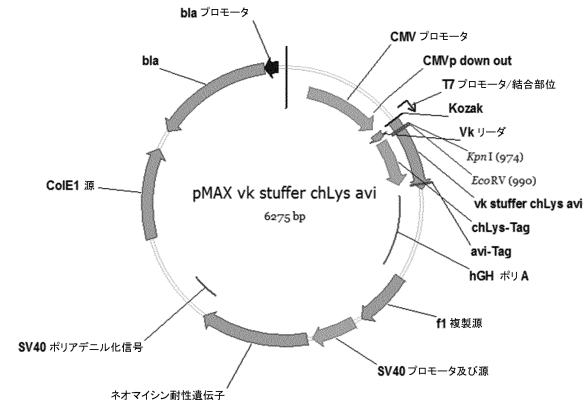 bla プロモータ
CMV プロモータ
bla
CMVp down out
T7 プロモータ/結合部位
Kozak
Vk リーダ
KpnI (974)
EcoRV (990)
ColE1 源
pMAX vk stuffer chLys avi
6275 bp
vk stuffer chLys avi
chLys-Tag
avi-Tag
hGH ポリ A
f1 複製源
SV40 ポリアデニル化信号
SV40 プロモータ及び源
ネオマイシン耐性遺伝子